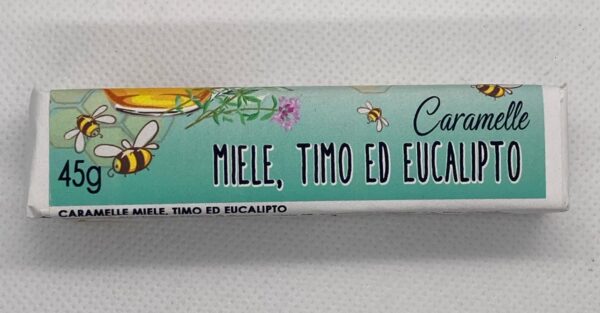 Caramelle
MIELE, TIMO ED EUCALIPTO
45g
CARAMELLE MIELE, TIMO ED EUCALIPTO